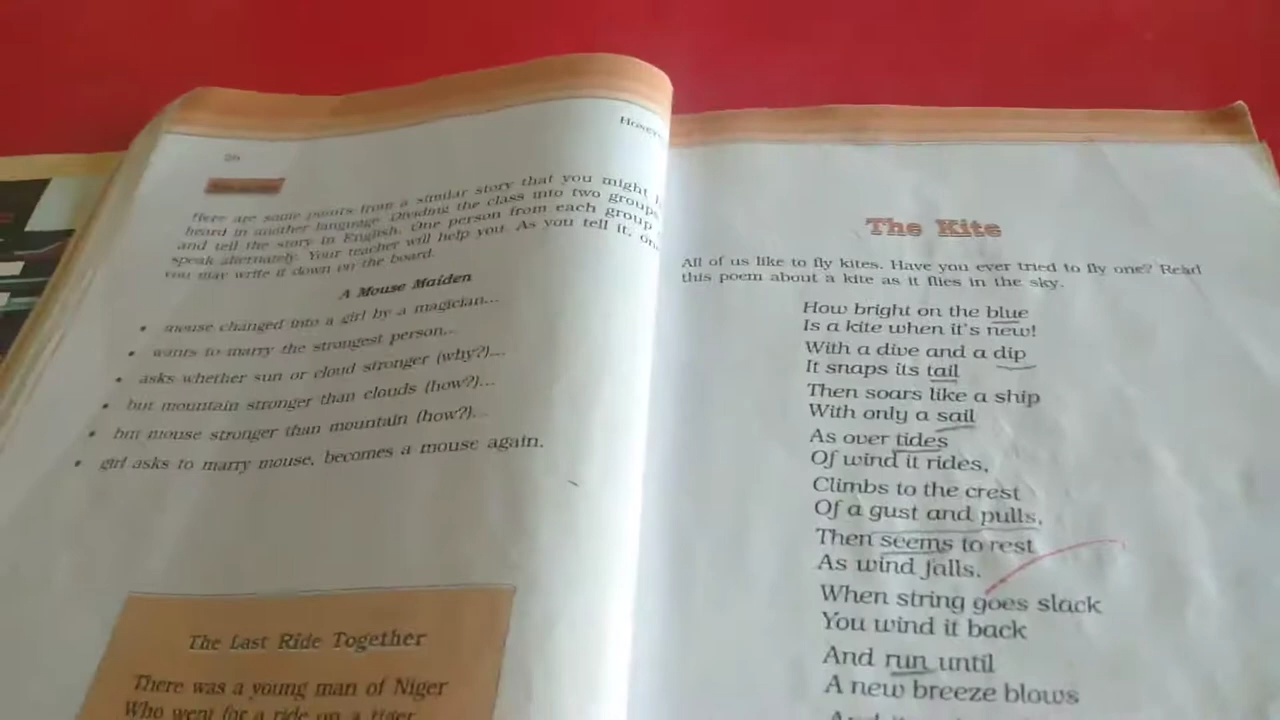 26
Here are some points from a similar story that you might
heard in another language. Dividing the class into two groups
and tell the story in English. One person from each group
speak alternately. Your teacher will help you. As you tell it, one
you may write it down on the board.
A Mouse Maiden
• mouse changed into a girl by a magician...
• wants to marry the strongest person...
• asks whether sun or cloud stronger (why?)...
• but mountain stronger than clouds (how?)...
• but mouse stronger than mountain (how?)...
• girl asks to marry mouse, becomes a mouse again.
The Last Ride Together
There was a young man of Niger
Who went for a ride on a tiger
The Kite
All of us like to fly kites. Have you ever tried to fly one? Read
this poem about a kite as it flies in the sky.
How bright on the blue
Is a kite when it's new!
With a dive and a dip
It snaps its tail
Then soars like a ship
With only a sail
As over tides
Of wind it rides,
Climbs to the crest
Of a gust and pulls,
Then seems to rest
As wind falls.
When string goes slack
You wind it back
And run until
A new breeze blows